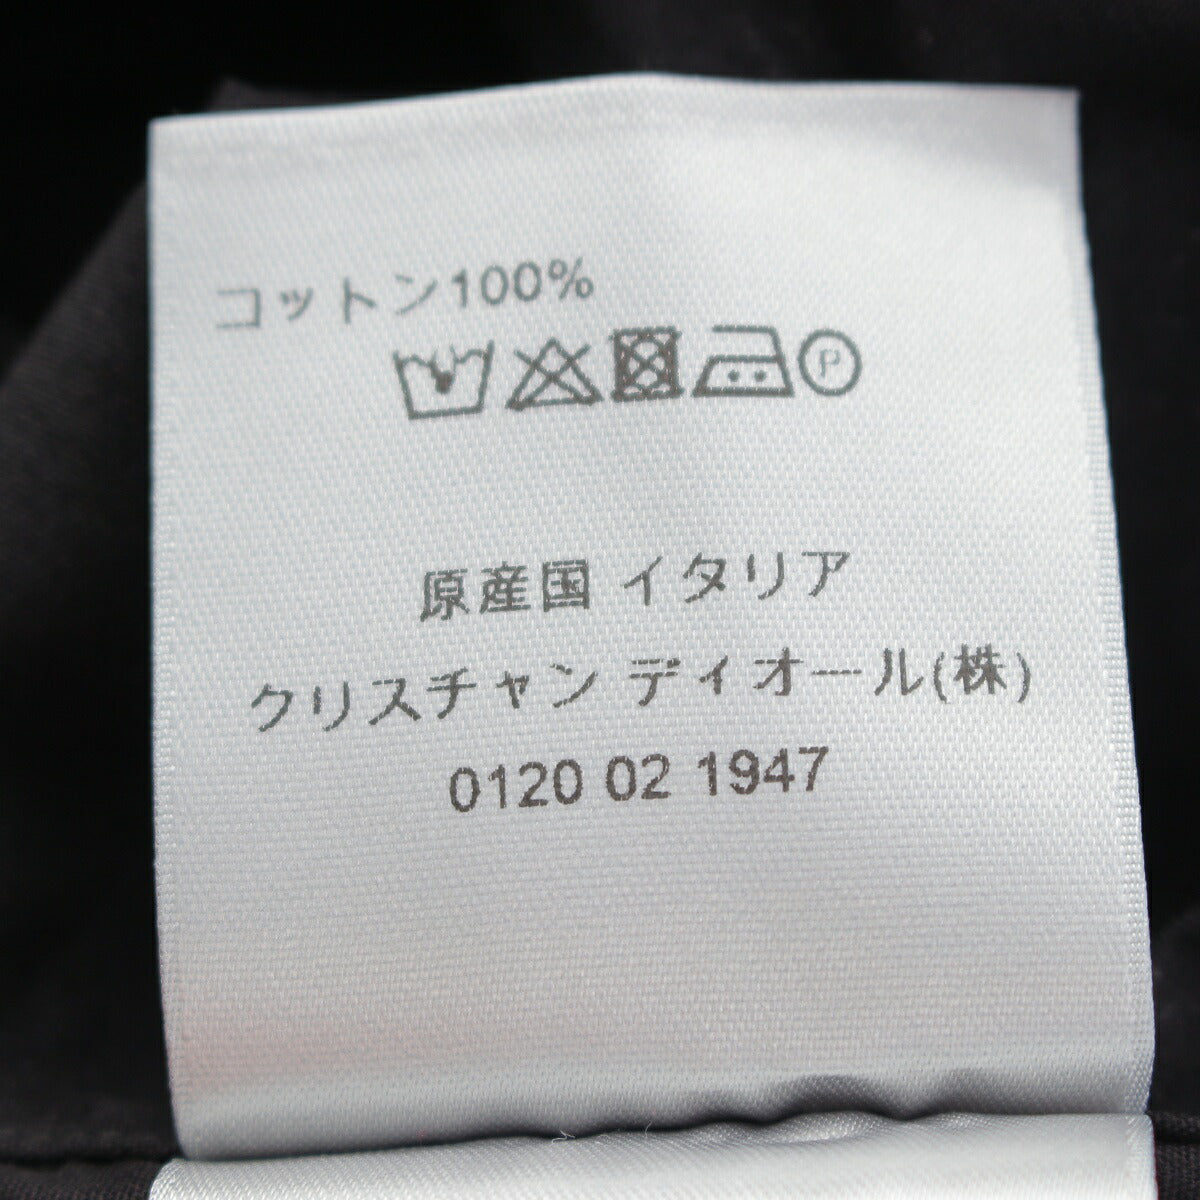 コットン100%
P
原産国 イタリア
クリスチャン ディオール(株)
0120 02 1947